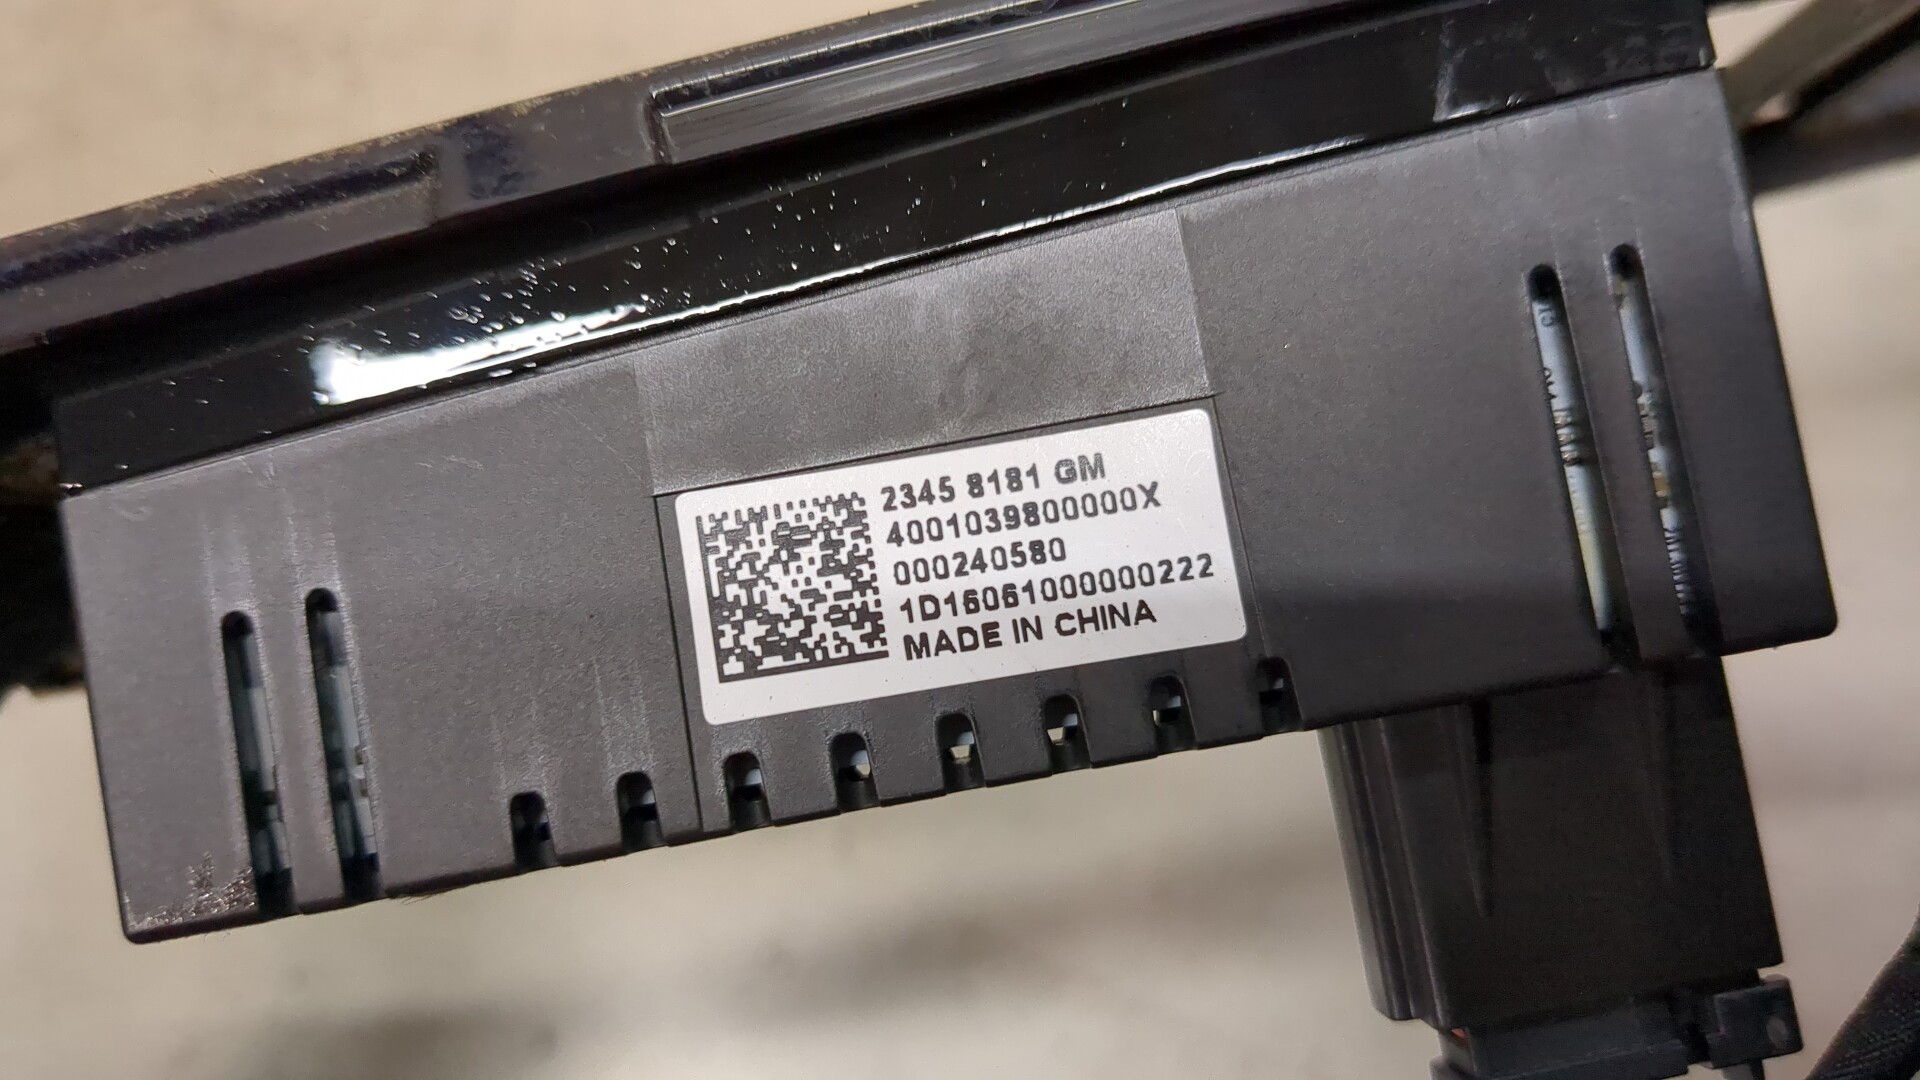 2345 8181 GM
4001039800000X
000240580
1D16061000000222
MADE IN CHINA